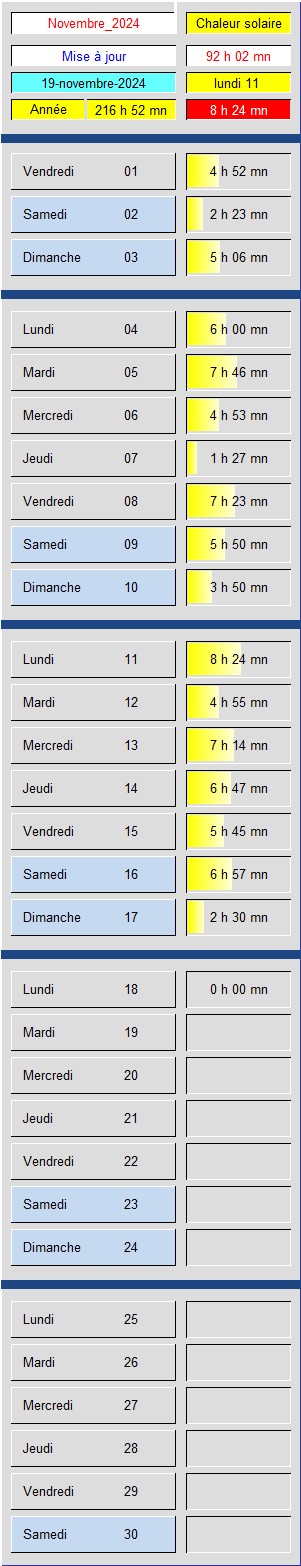 Novembre_2024 Chaleur solaire
Mise à jour 92 h 02 mn
19-novembre-2024 lundi 11
Année 216 h 52 mn 8 h 24 mn
Vendredi 01 4 h 52 mn
Samedi 02 2 h 23 mn
Dimanche 03 5 h 06 mn
Lundi 04 6 h 00 mn
Mardi 05 7 h 46 mn
Mercredi 06 4 h 53 mn
Jeudi 07 1 h 27 mn
Vendredi 08 7 h 23 mn
Samedi 09 5 h 50 mn
Dimanche 10 3 h 50 mn
Lundi 11 8 h 24 mn
Mardi 12 4 h 55 mn
Mercredi 13 7 h 14 mn
Jeudi 14 6 h 47 mn
Vendredi 15 5 h 45 mn
Samedi 16 6 h 57 mn
Dimanche 17 2 h 30 mn
Lundi 18 0 h 00 mn
Mardi 19
Mercredi 20
Jeudi 21
Vendredi 22
Samedi 23
Dimanche 24
Lundi 25
Mardi 26
Mercredi 27
Jeudi 28
Vendredi 29
Samedi 30